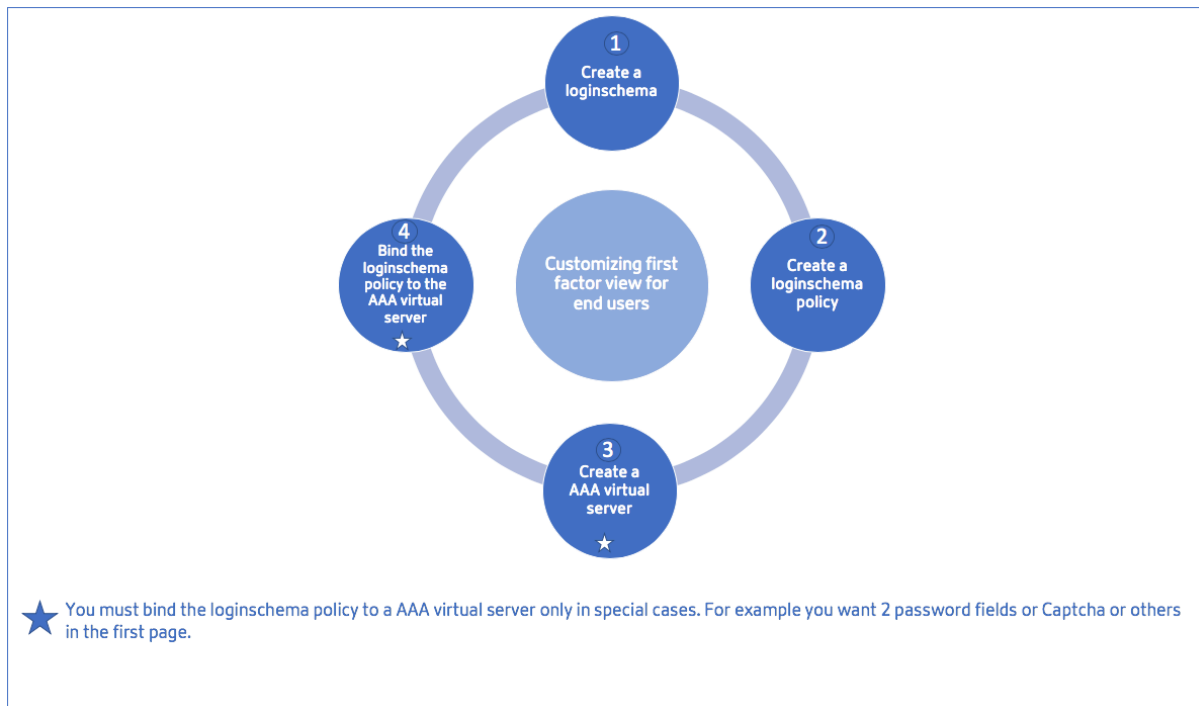 1
Create a
loginschema
2
Create a
loginschema
policy
3
Create a
AAA virtual
server
4
Bind the
loginschema
policy to the
AAA virtual
server
Customizing first
factor view for
end users
You must bind the loginschema policy to a AAA virtual server only in special cases. For example you want 2 password fields or Captcha or others
in the first page.